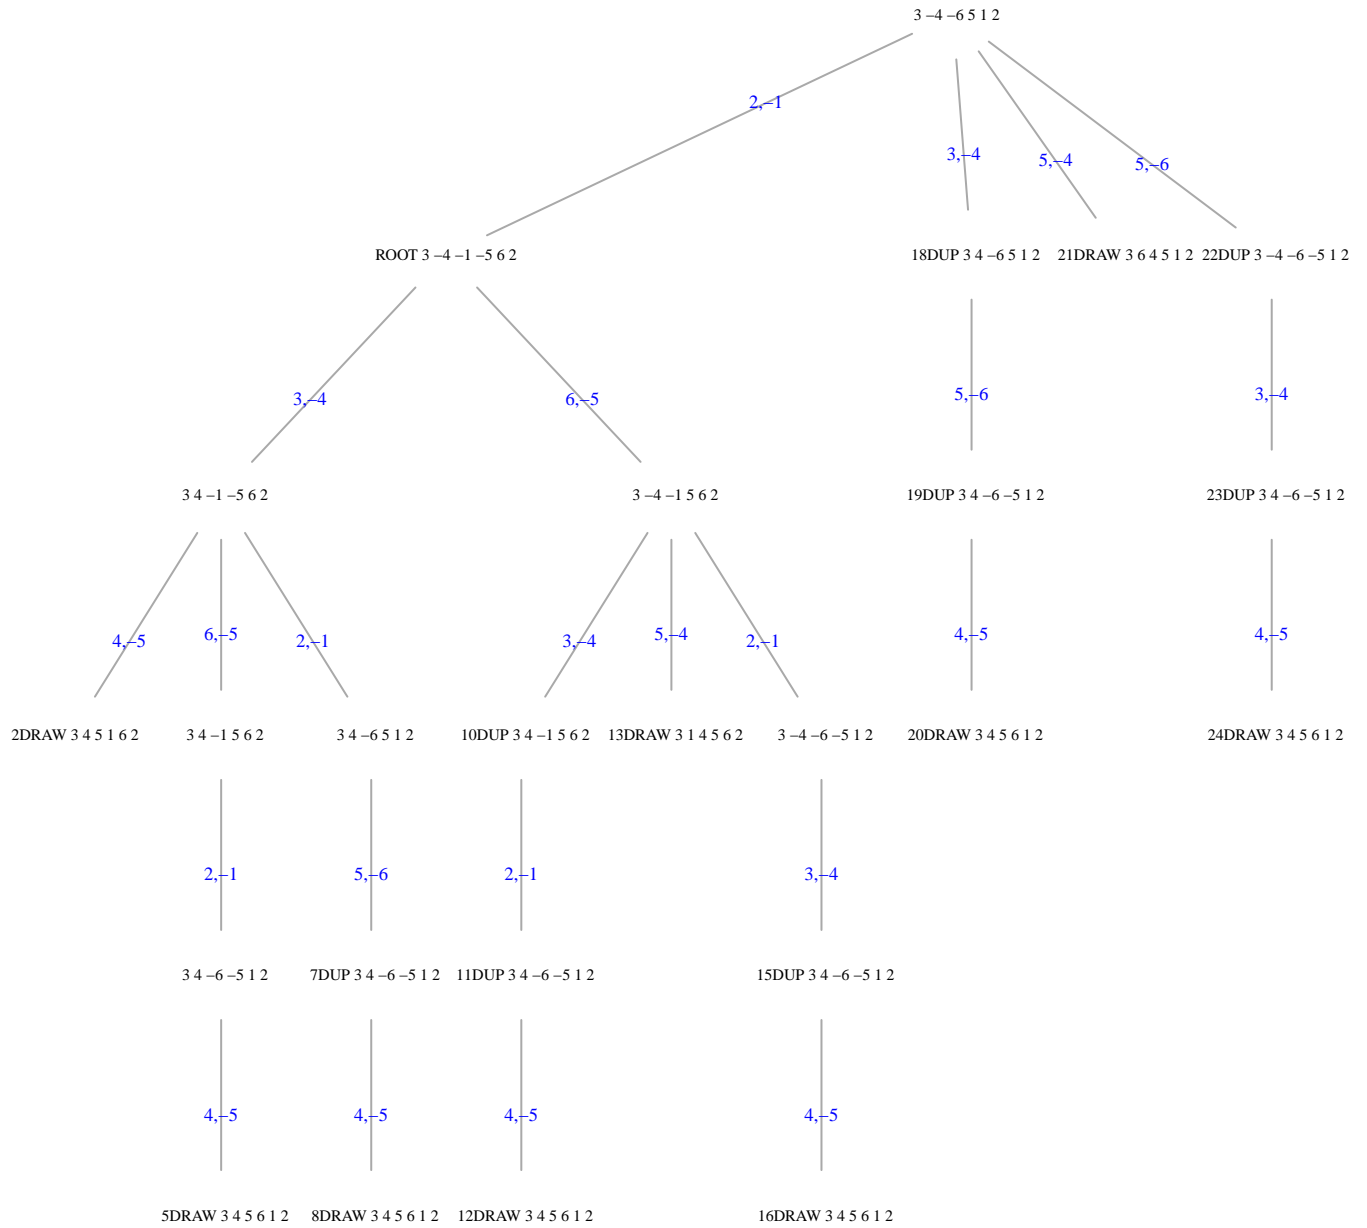 3 −4 −6 5 1 2
2,−1
3,−4
5,−4
5,−6
ROOT 3 −4 −1 −5 6 2
18DUP 3 4 −6 5 1 2
21DRAW 3 6 4 5 1 2
22DUP 3 −4 −6 −5 1 2
3,−4
6,−5
5,−6
3,−4
3 4 −1 −5 6 2
3 −4 −1 5 6 2
19DUP 3 4 −6 −5 1 2
23DUP 3 4 −6 −5 1 2
4,−5
6,−5
2,−1
3,−4
5,−4
2,−1
4,−5
4,−5
2DRAW 3 4 5 1 6 2
3 4 −1 5 6 2
3 4 −6 5 1 2
10DUP 3 4 −1 5 6 2
13DRAW 3 1 4 5 6 2
3 −4 −6 −5 1 2
20DRAW 3 4 5 6 1 2
24DRAW 3 4 5 6 1 2
2,−1
5,−6
2,−1
3,−4
3 4 −6 −5 1 2
7DUP 3 4 −6 −5 1 2
11DUP 3 4 −6 −5 1 2
15DUP 3 4 −6 −5 1 2
4,−5
4,−5
4,−5
4,−5
5DRAW 3 4 5 6 1 2
8DRAW 3 4 5 6 1 2
12DRAW 3 4 5 6 1 2
16DRAW 3 4 5 6 1 2